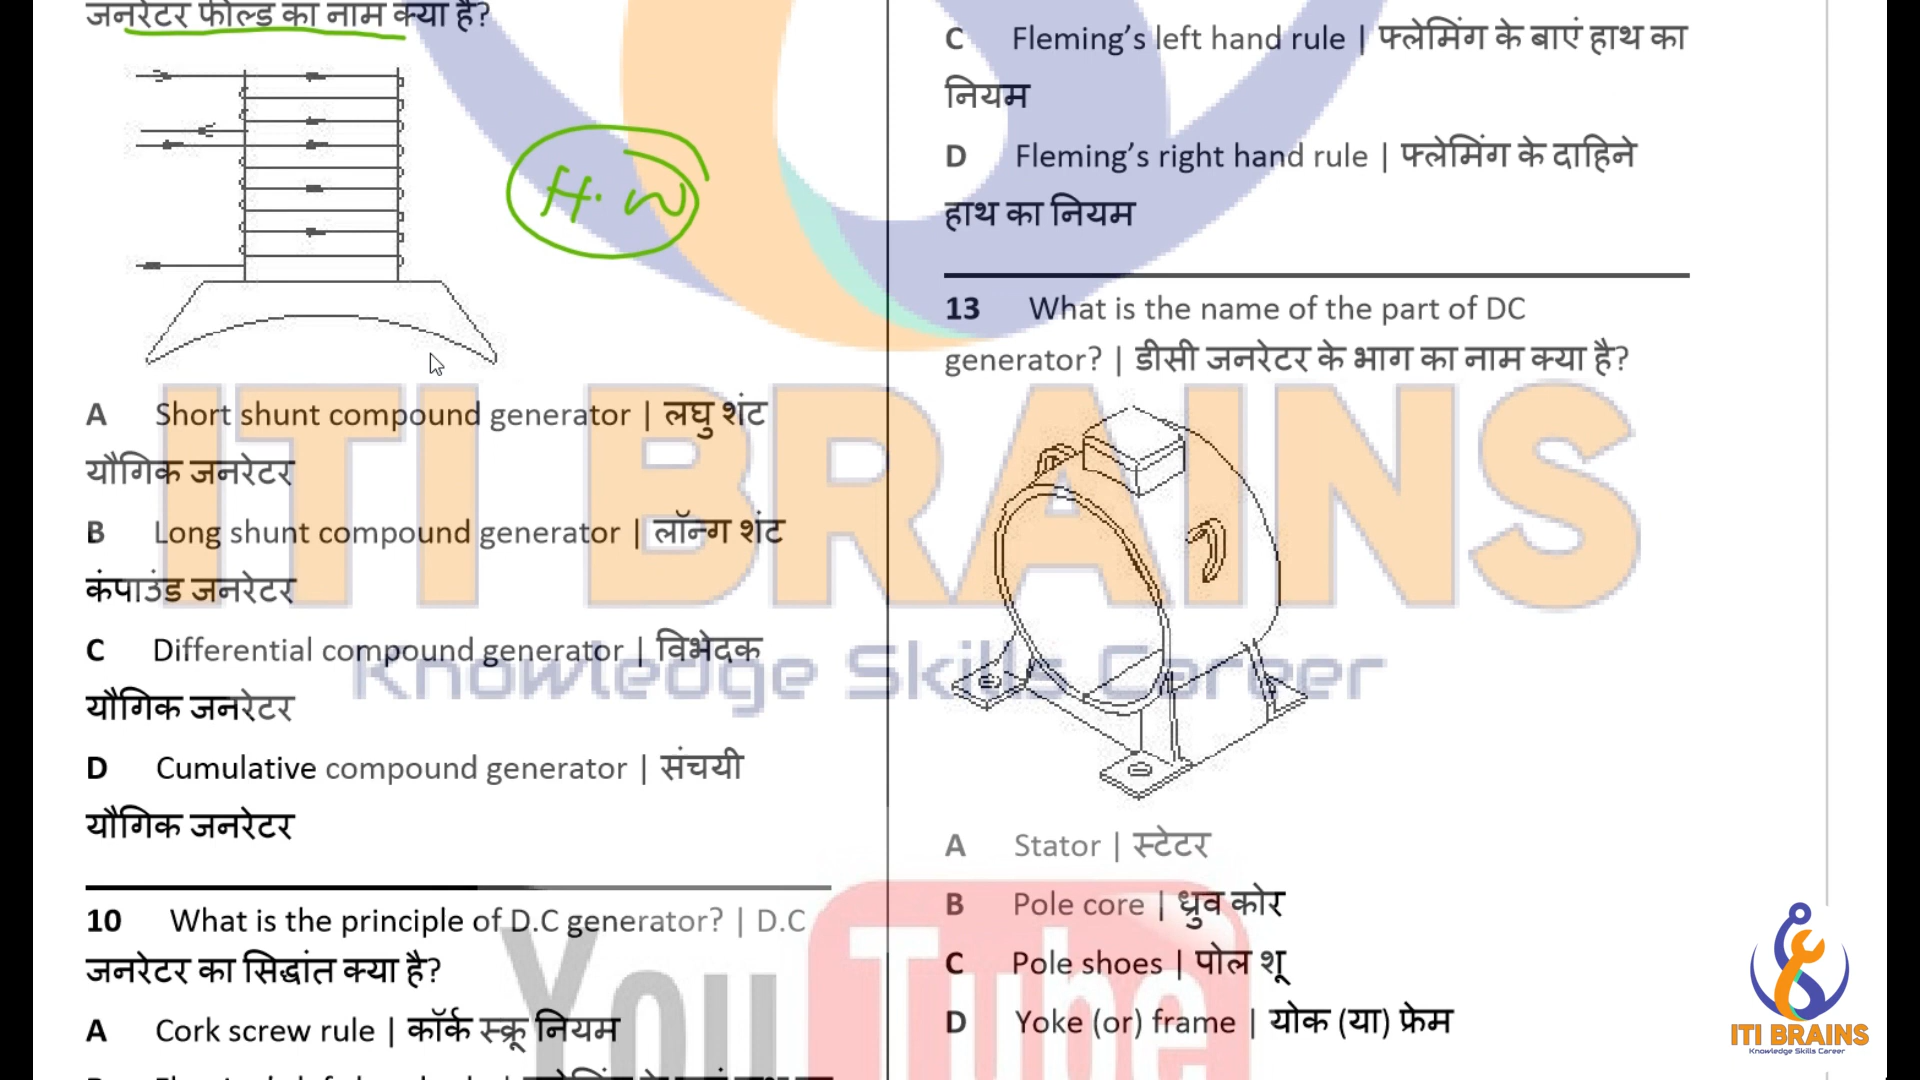 जनरेटर फील्ड का नाम क्या है?
H.W
A Short shunt compound generator | लघु शंट
यौगिक जनरेटर
B Long shunt compound generator | लॉन्ग शंट
कंपाउंड जनरेटर
C Differential compound generator | विभेदक
यौगिक जनरेटर
D Cumulative compound generator | संचयी
यौगिक जनरेटर
10 What is the principle of D.C generator? | D.C
जनरेटर का सिद्धांत क्या है?
A Cork screw rule | कॉर्क स्क्रू नियम
C Fleming’s left hand rule | फ्लेमिंग के बाएं हाथ का
नियम
D Fleming’s right hand rule | फ्लेमिंग के दाहिने
हाथ का नियम
13 What is the name of the part of DC
generator? | डीसी जनरेटर के भाग का नाम क्या है?
A Stator | स्टेटर
B Pole core | ध्रुव कोर
C Pole shoes | पोल शू
D Yoke (or) frame | योक (या) फ्रेम
ITI BRAINS
Knowledge Skills Career
YouTube
ITI BRAINS
Knowledge Skills Career